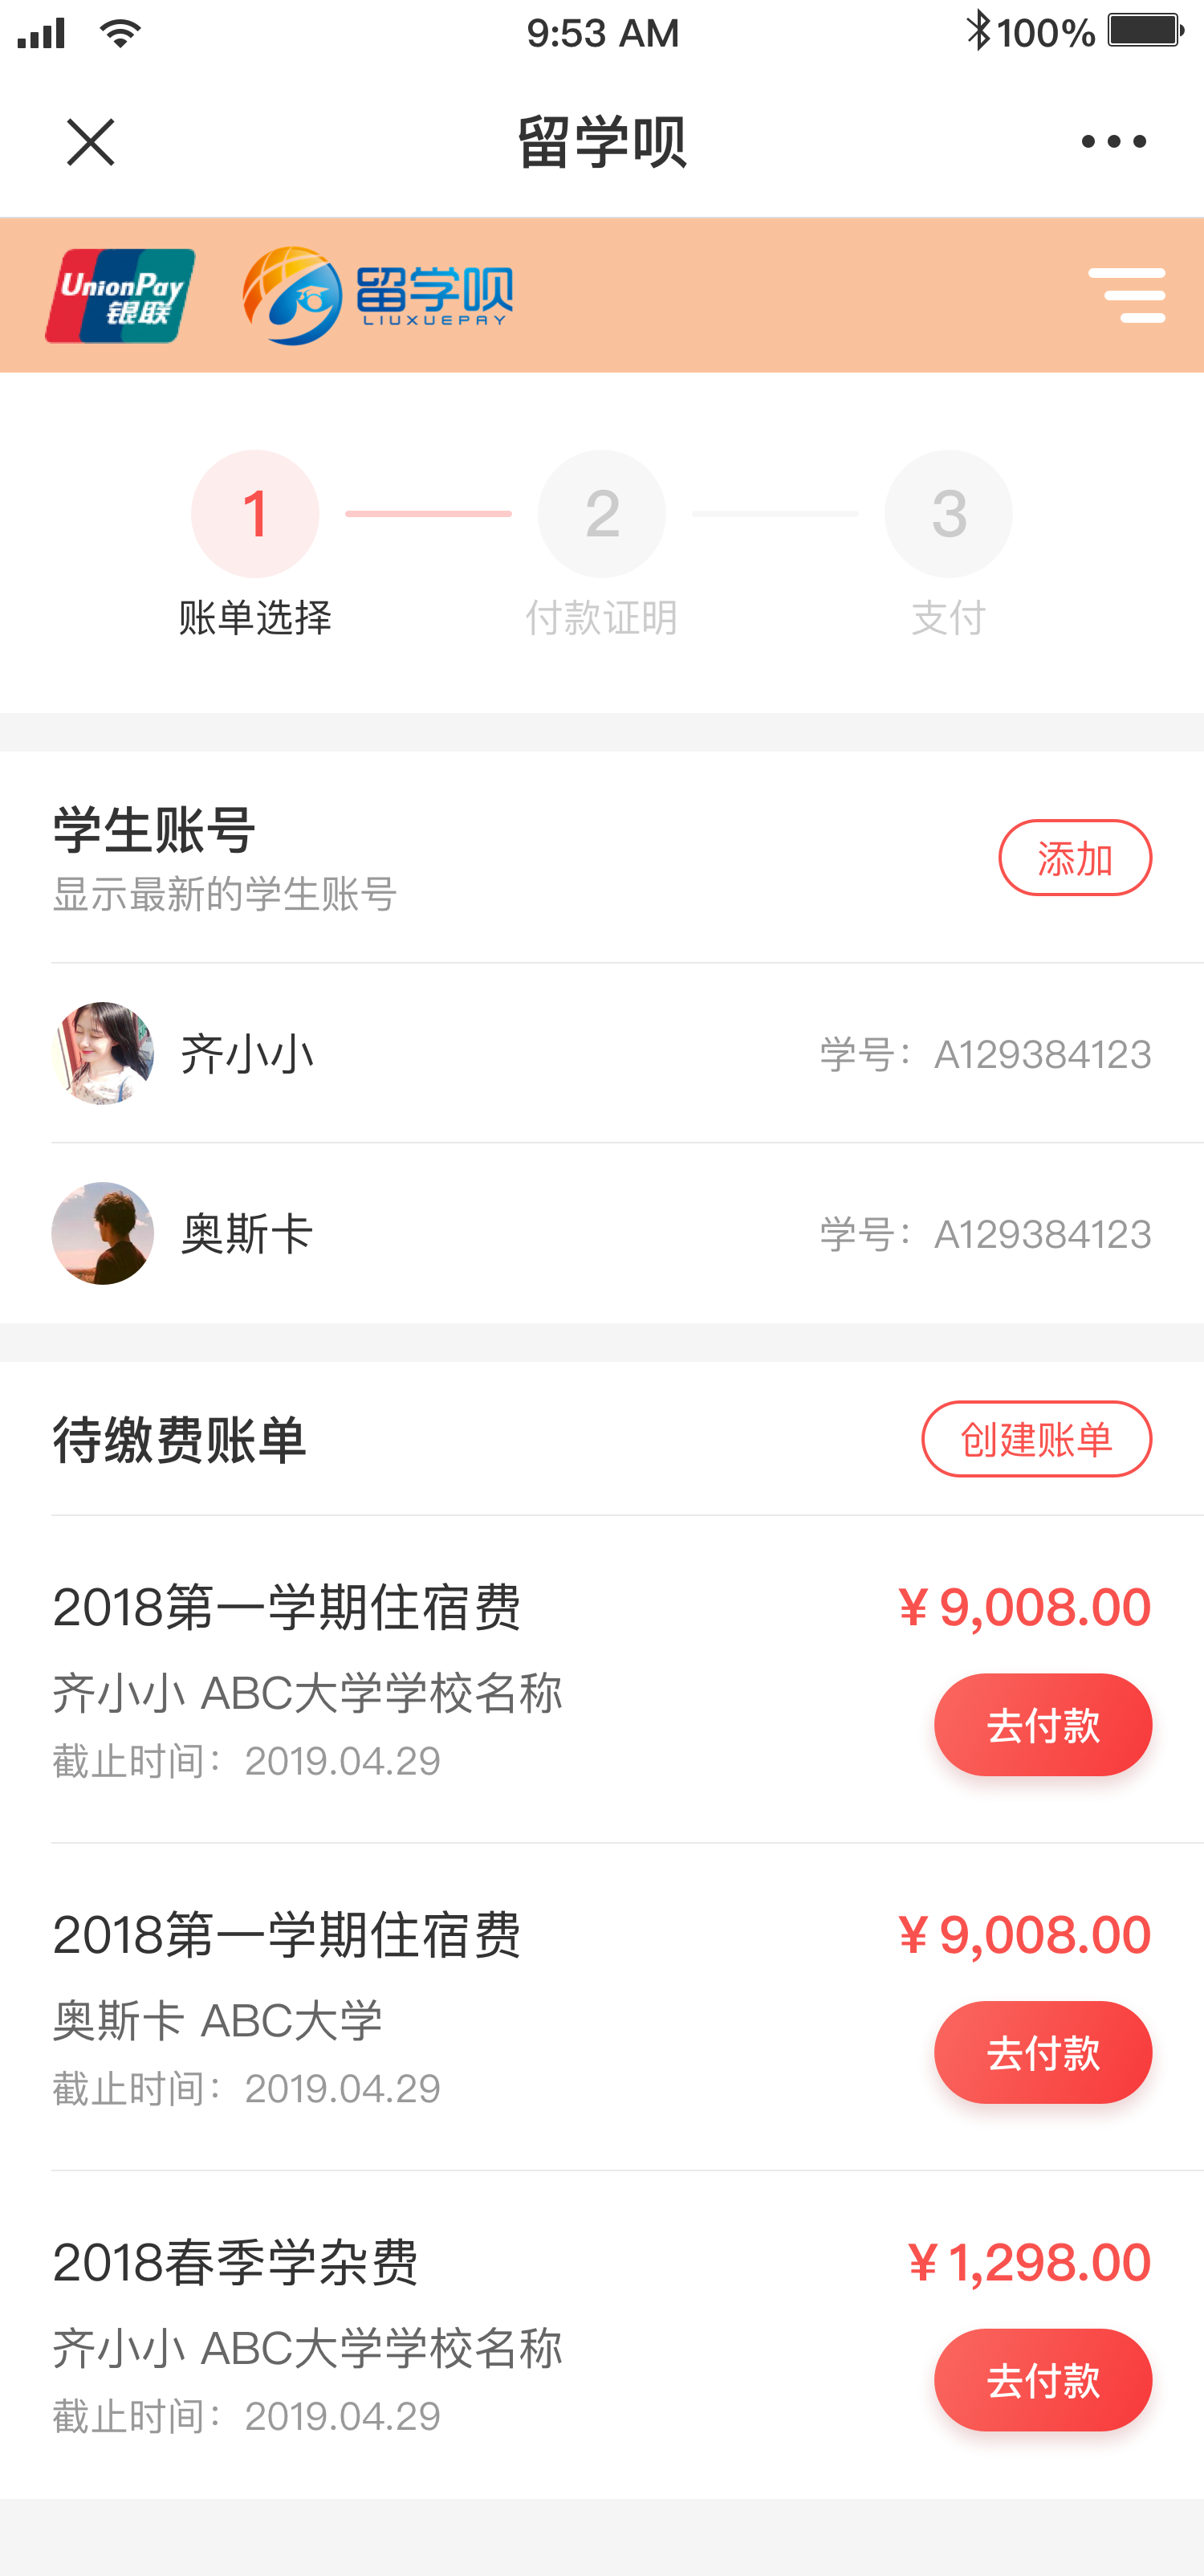 9:53 AM 100%
留学呗
UnionPay
银联
留学呗
LIUXUEPAY
1 2 3
账单选择 付款证明 支付
学生账号
添加
显示最新的学生账号
齐小小 学号：A129384123
奥斯卡 学号：A129384123
待缴费账单 创建账单
2018第一学期住宿费 ¥ 9,008.00
齐小小 ABC大学学校名称
去付款
截止时间：2019.04.29
2018第一学期住宿费 ¥ 9,008.00
奥斯卡 ABC大学
去付款
截止时间：2019.04.29
2018春季学杂费 ¥ 1,298.00
齐小小 ABC大学学校名称
去付款
截止时间：2019.04.29